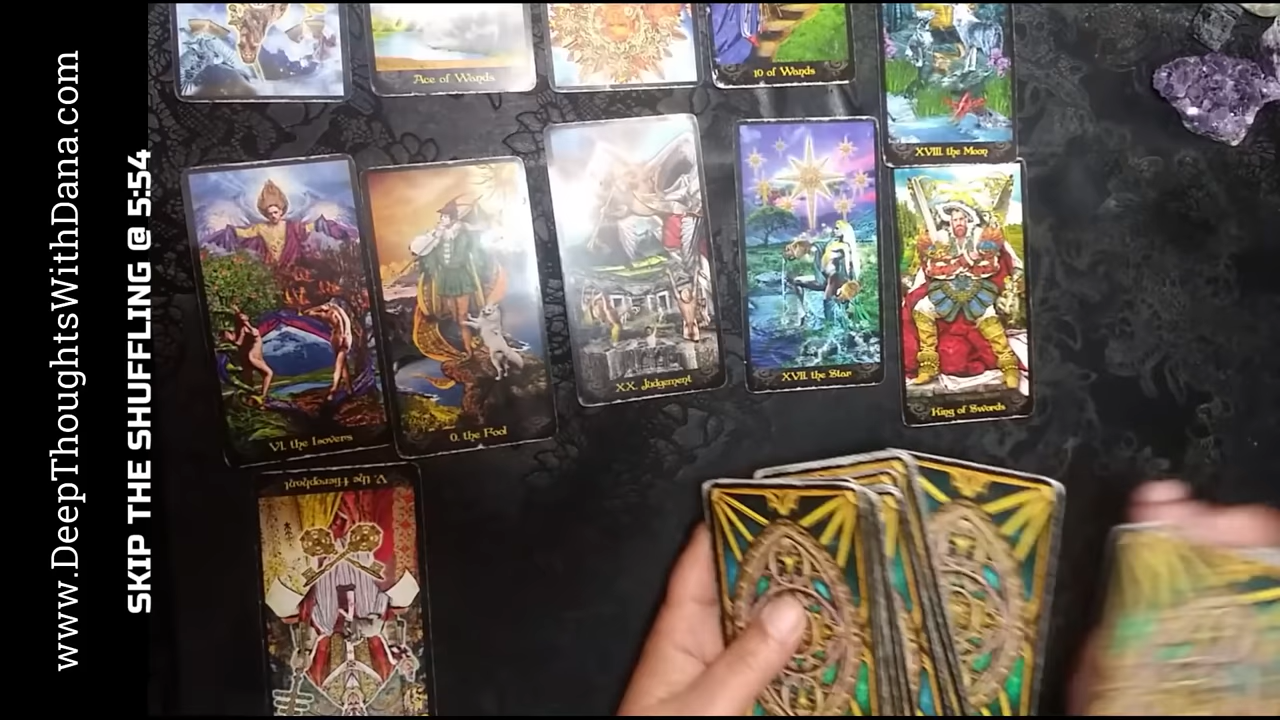 www.DeepThoughtsWithDana.com
SKIP THE SHUFFLING @ 5:54
Ace of Wands
10 of Wands
XVIII. the Moon
VI. the Lovers
0. the Fool
XX. Judgement
XVII. the Star
King of Swords
V. the Hierophant